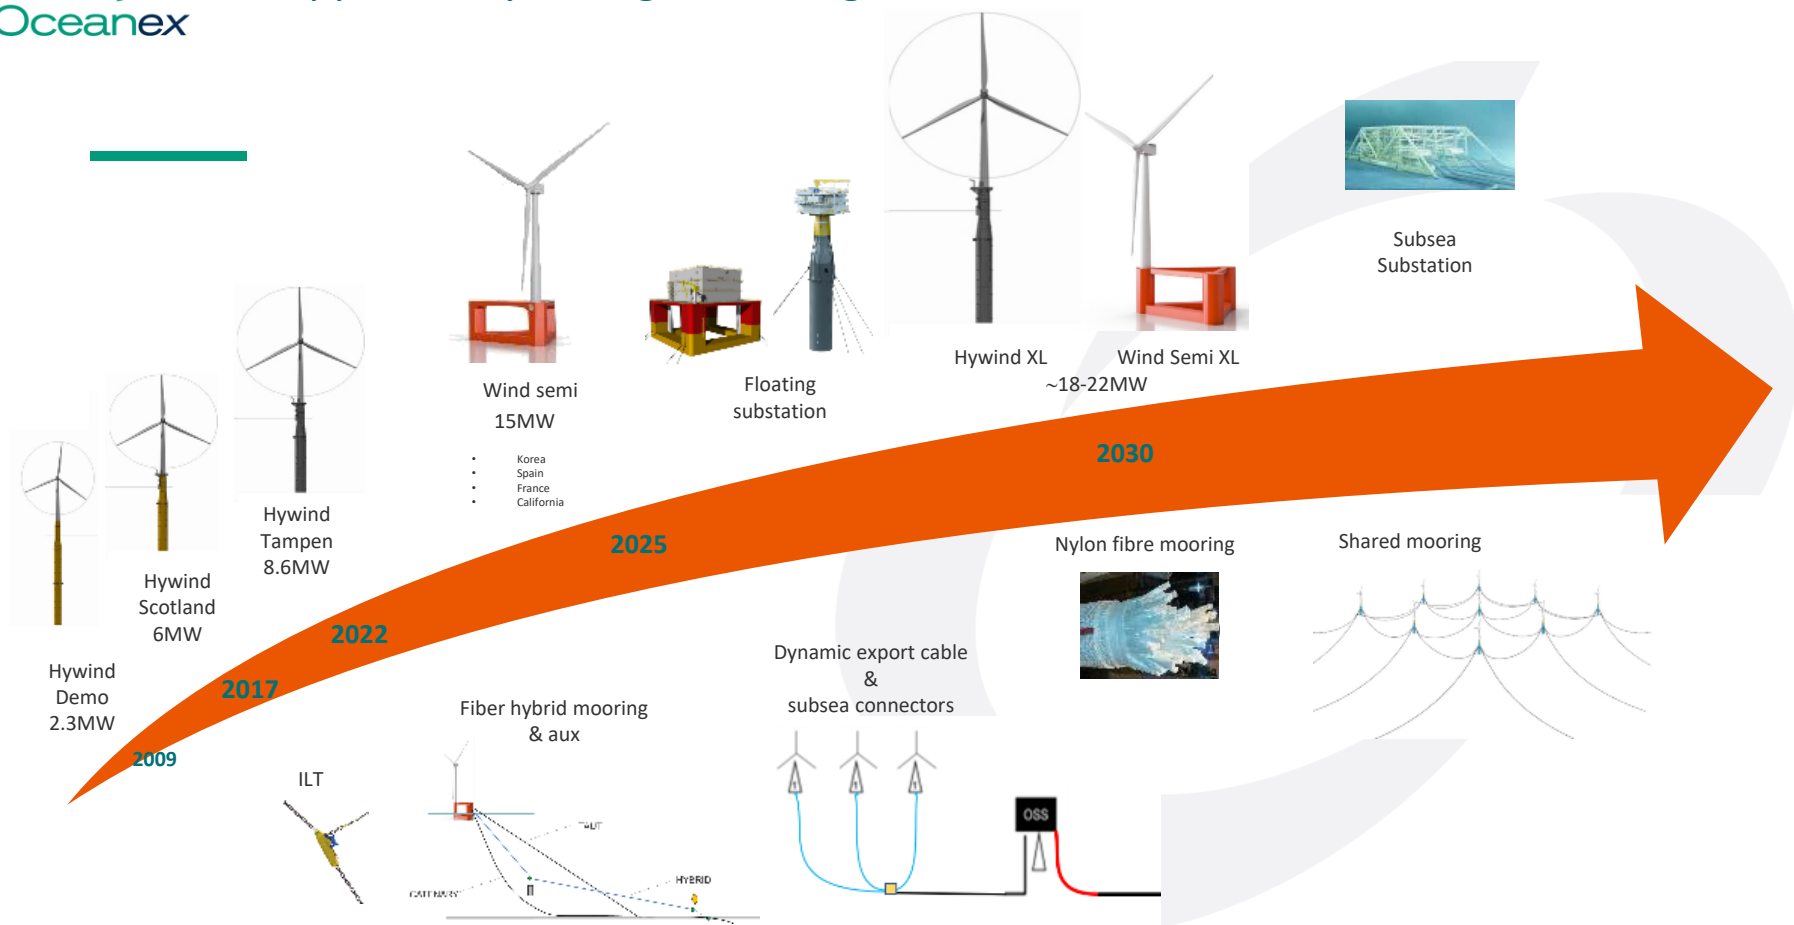 Oceanex
Subsea
Substation
Hywind XL
Wind Semi XL
~18-22MW
Wind semi
15MW
Floating
substation
• Korea
• Spain
• France
• California
2030
Hywind
Tampen
8.6MW
2025
Nylon fibre mooring
Shared mooring
Hywind
Scotland
6MW
2022
Dynamic export cable
&
subsea connectors
Hywind
Demo
2.3MW
2017
Fiber hybrid mooring
& aux
2009
ILT
OSS
TAUT
HYBRID
CATENARY